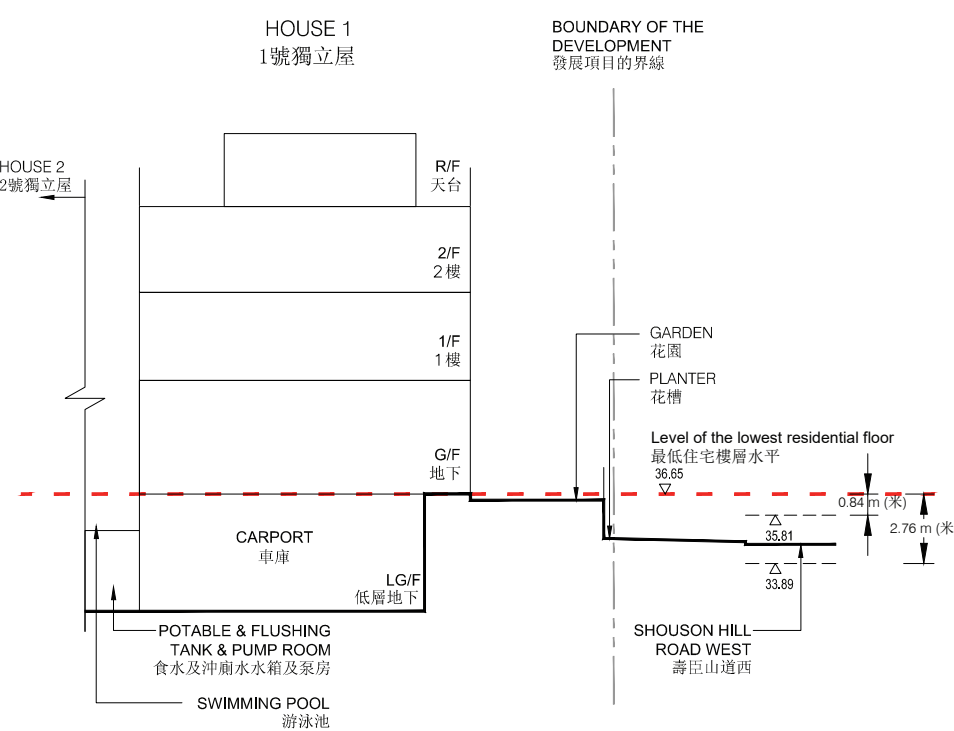 HOUSE 1
1號獨立屋
BOUNDARY OF THE
DEVELOPMENT
發展項目的界線
HOUSE 2
2號獨立屋
R/F
天台
2/F
2樓
1/F
1樓
GARDEN
花園
PLANTER
花槽
G/F
地下
Level of the lowest residential floor
最低住宅樓層水平
36.65
0.84 m (米)
2.76 m (米
35.81
33.89
CARPORT
車庫
LG/F
低層地下
POTABLE & FLUSHING
TANK & PUMP ROOM
食水及沖廁水水箱及泵房
SHOUSON HILL
ROAD WEST
壽臣山道西
SWIMMING POOL
游泳池